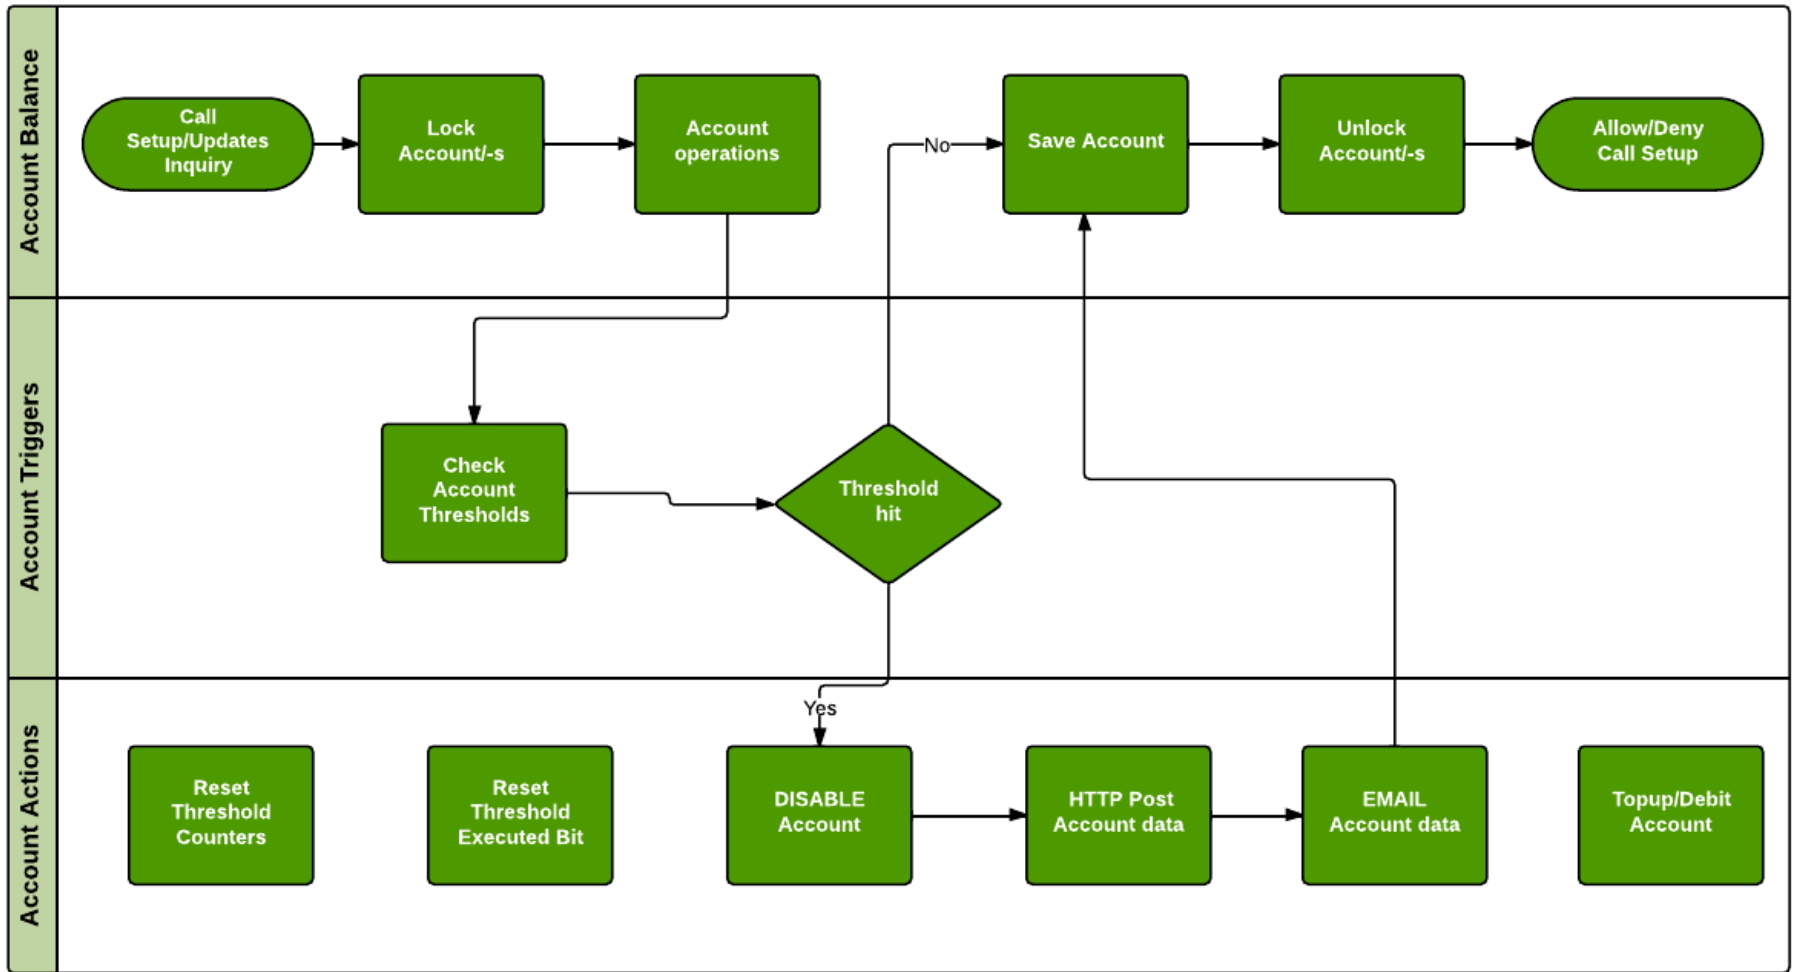 Account Balance
Call
Setup/Updates
Inquiry
Lock
Account/-s
Account
operations
No
Save Account
Unlock
Account/-s
Allow/Deny
Call Setup
Account Triggers
Check
Account
Thresholds
Threshold
hit
Account Actions
Yes
Reset
Threshold
Counters
Reset
Threshold
Executed Bit
DISABLE
Account
HTTP Post
Account data
EMAIL
Account data
Topup/Debit
Account